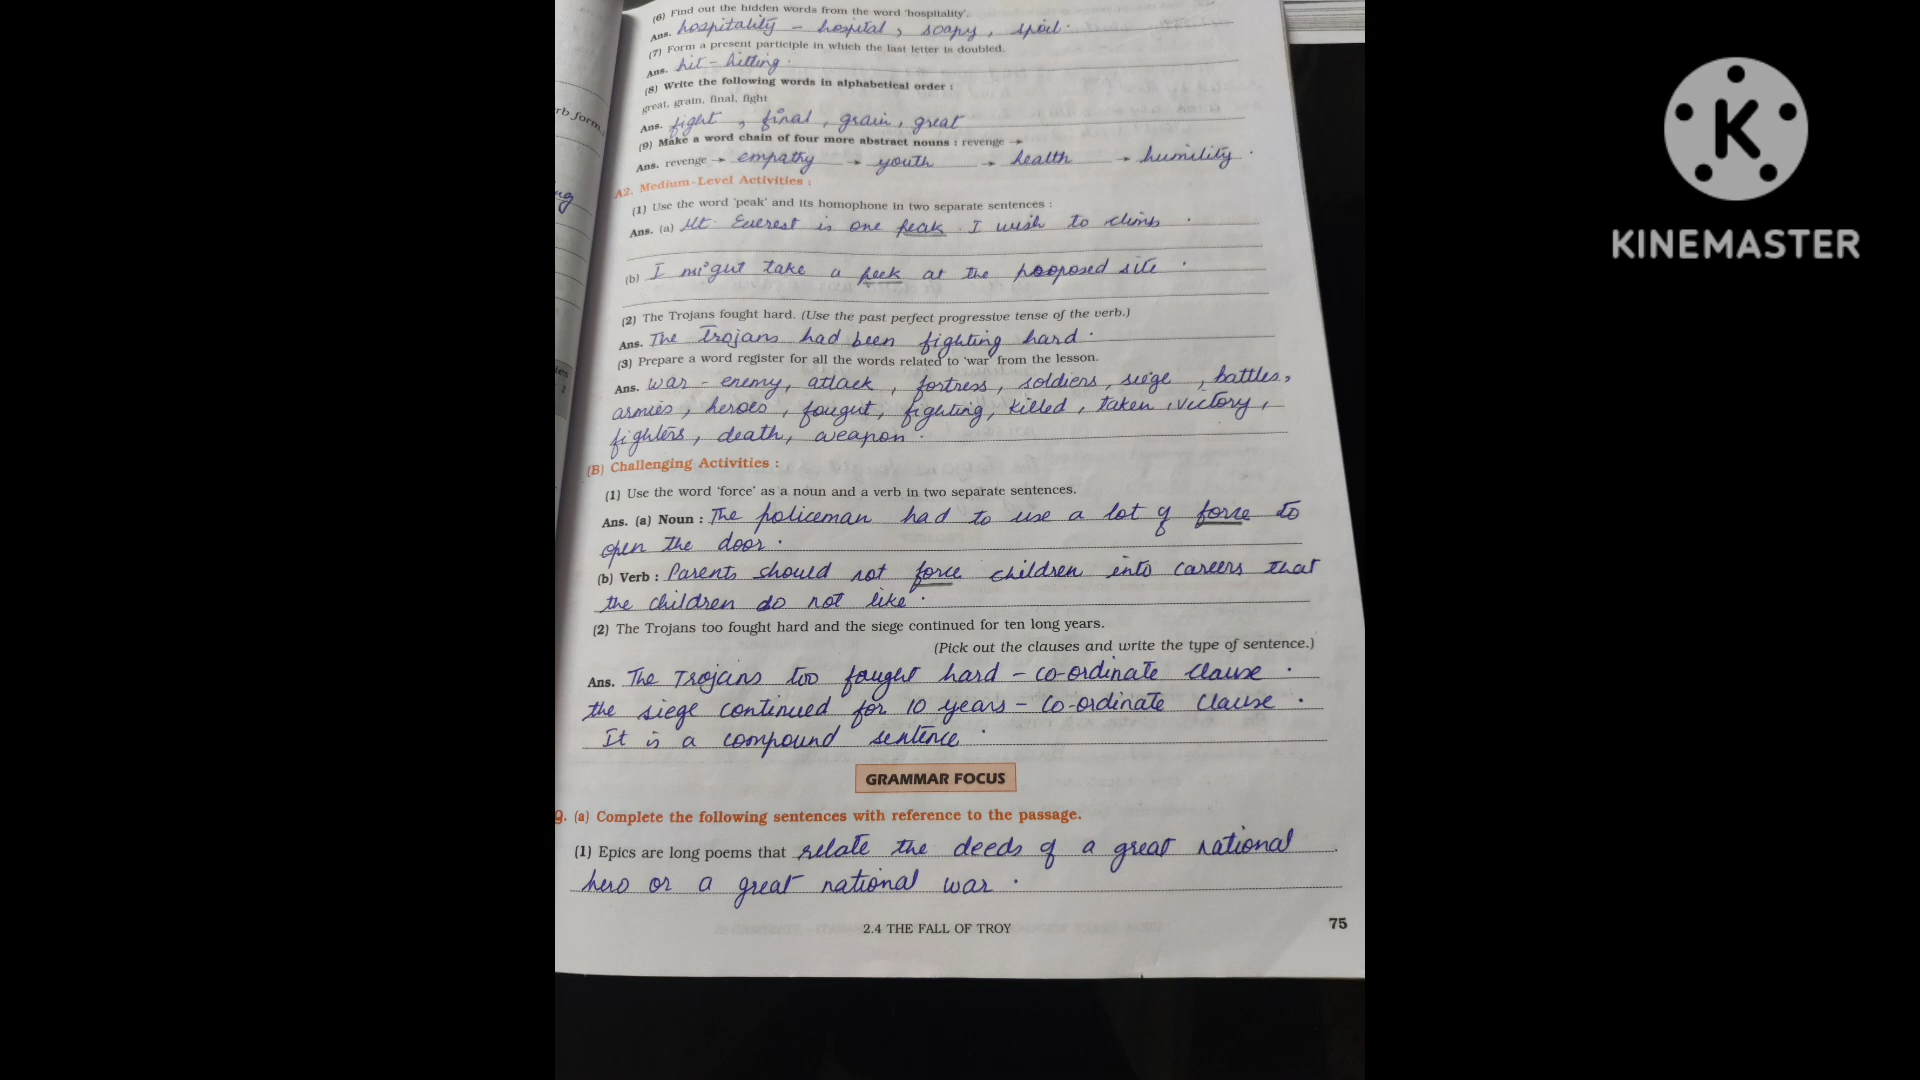 (6) Find out the hidden words from the word 'hospitality'.
Ans. hospitality – hospital, soapy, spoil.
(7) Form a present participle in which the last letter is doubled.
Ans. hit – hitting.
(8) Write the following words in alphabetical order :
great, grain, final, fight
Ans. fight, final, grain, great
(9) Make a word chain of four more abstract nouns : revenge →
Ans. revenge → empathy → youth → health → humility.
A2. Medium-Level Activities :
(1) Use the word 'peak' and its homophone in two separate sentences :
Ans. (a) Mt. Everest is one peak I wish to climb.
(b) I might take a peek at the proposed site.
(2) The Trojans fought hard. (Use the past perfect progressive tense of the verb.)
Ans. The Trojans had been fighting hard.
(3) Prepare a word register for all the words related to 'war' from the lesson.
Ans. war – enemy, attack, fortress, soldiers, siege, battles,
armies, heroes, fought, fighting, killed, taken, victory,
fighters, death, weapon.
(B) Challenging Activities :
(1) Use the word 'force' as a noun and a verb in two separate sentences.
Ans. (a) Noun : The policeman had to use a lot of force to
open the door.
(b) Verb : Parents should not force children into careers that
the children do not like.
(2) The Trojans too fought hard and the siege continued for ten long years.
(Pick out the clauses and write the type of sentence.)
Ans. The Trojans too fought hard – co-ordinate clause.
the siege continued for 10 years – co-ordinate clause.
It is a compound sentence.
GRAMMAR FOCUS
Q. (a) Complete the following sentences with reference to the passage.
(1) Epics are long poems that relate the deeds of a great national
hero or a great national war.
2.4 THE FALL OF TROY
75
K
KINEMASTER